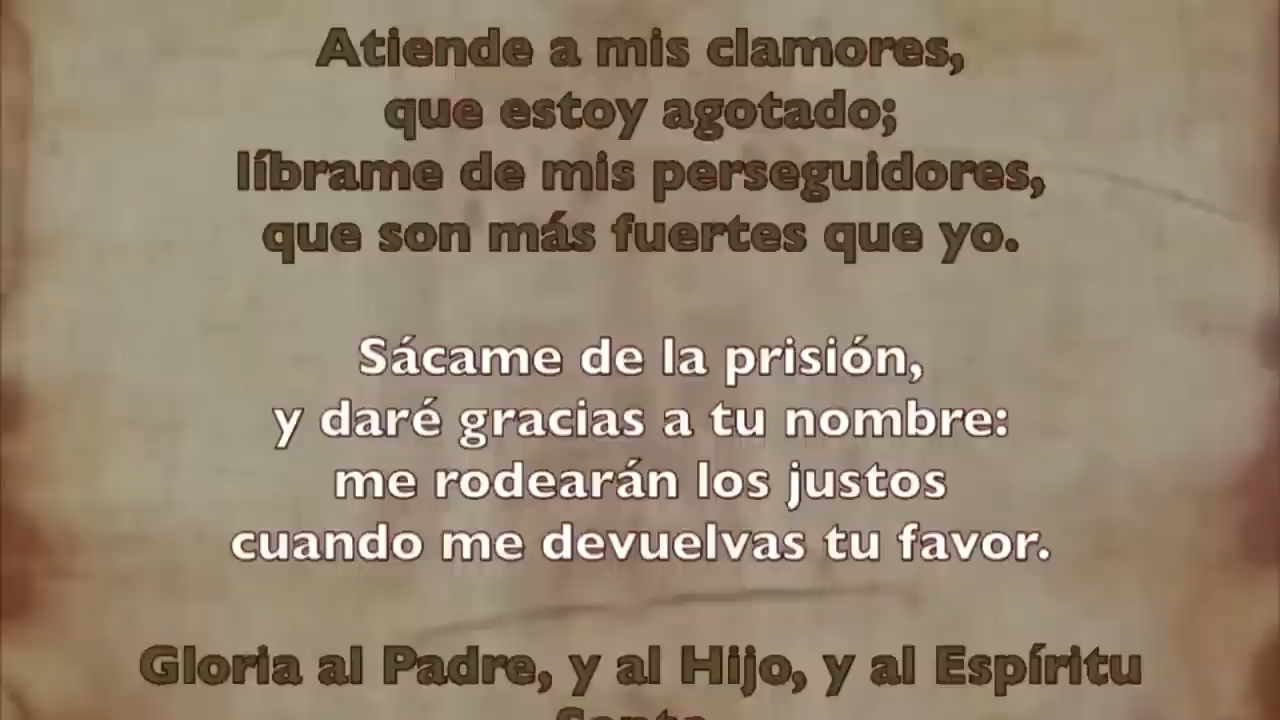 Atiende a mis clamores,
que estoy agotado;
líbrame de mis perseguidores,
que son más fuertes que yo.
Sácame de la prisión,
y daré gracias a tu nombre:
me rodearán los justos
cuando me devuelvas tu favor.
Gloria al Padre, y al Hijo, y al Espíritu